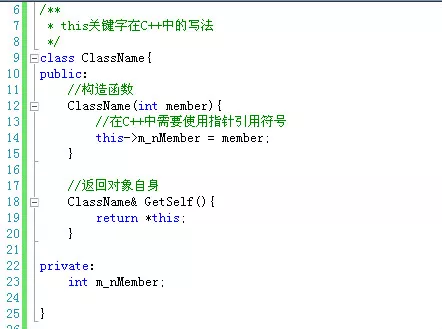 6 /**
7 * this关键字在C++中的写法
8 */
9 class ClassName{
10 public:
11 //构造函数
12 ClassName(int member){
13 //在C++中需要使用指针引用符号
14 this->m_nMember = member;
15 }
16
17 //返回对象自身
18 ClassName& GetSelf(){
19 return *this;
20 }
21
22 private:
23 int m_nMember;
24
25 }